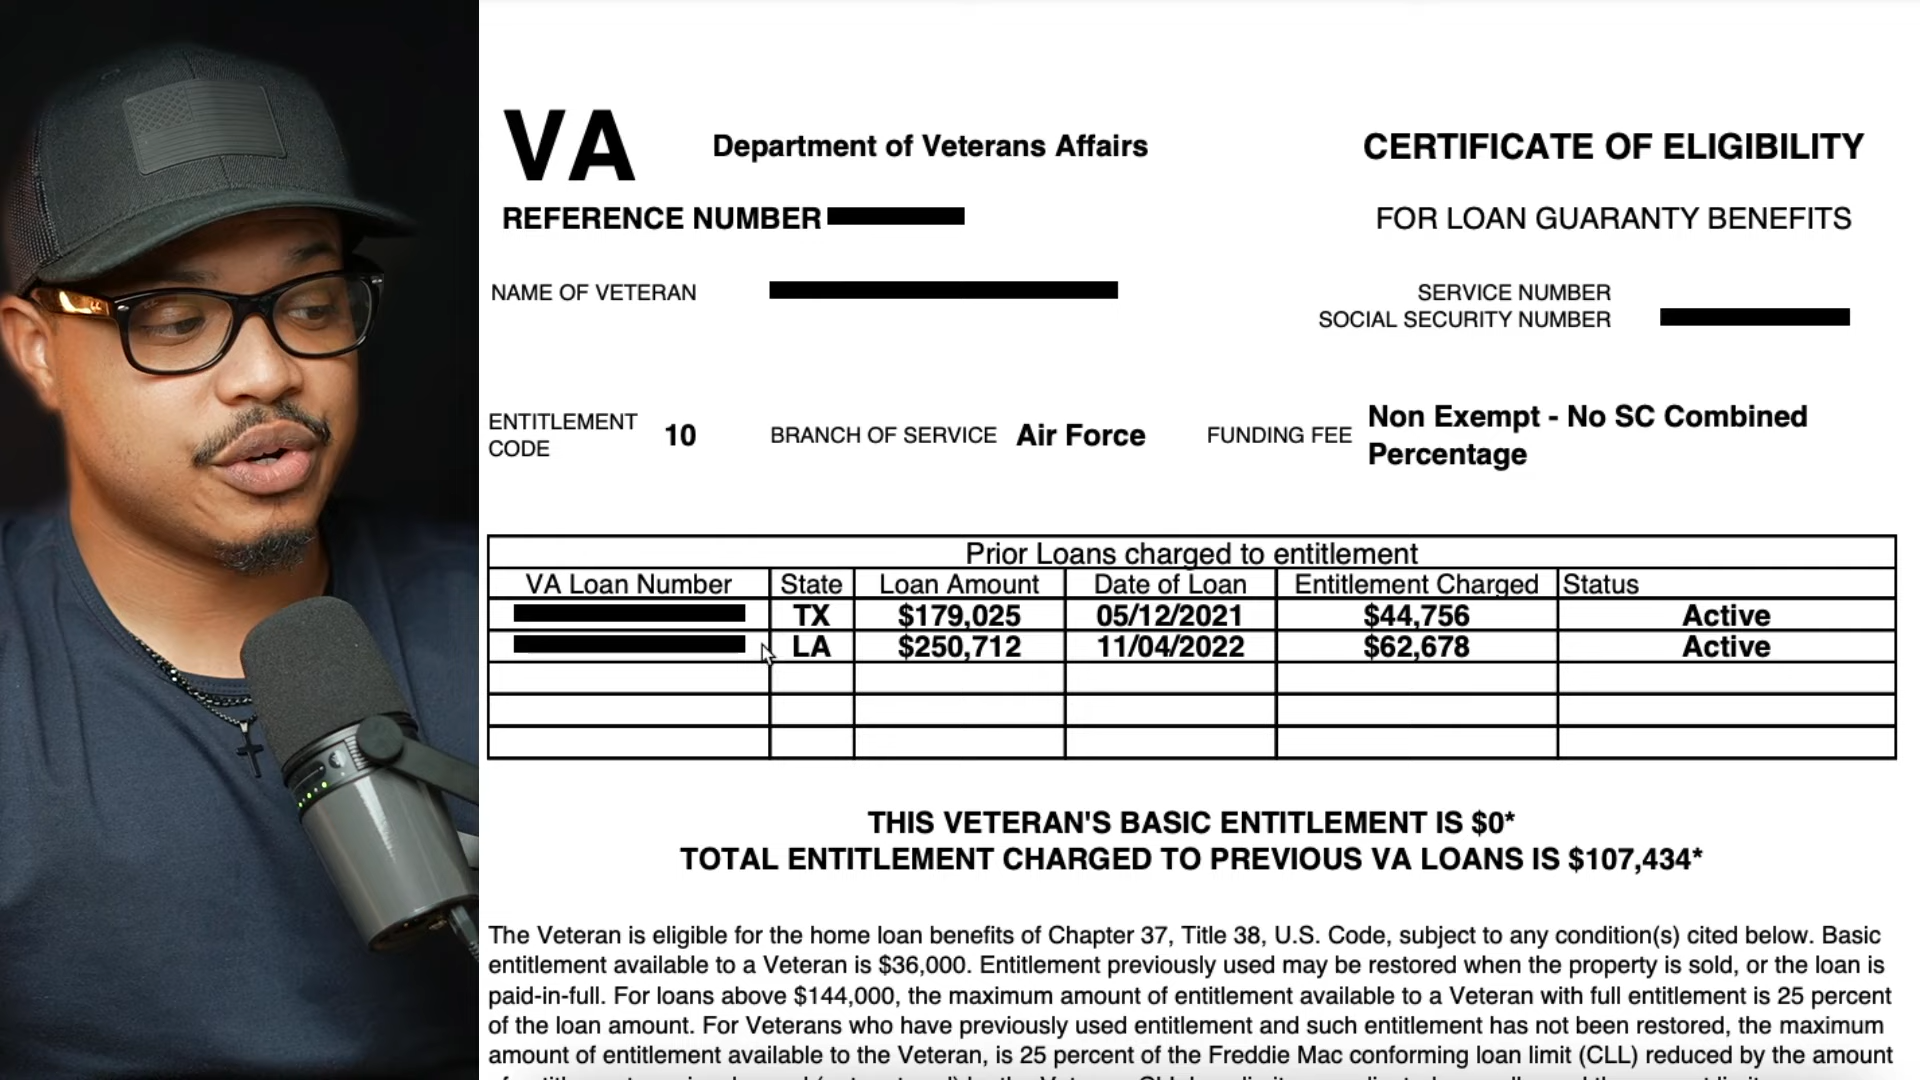 VA
Department of Veterans Affairs
CERTIFICATE OF ELIGIBILITY
REFERENCE NUMBER
FOR LOAN GUARANTY BENEFITS
NAME OF VETERAN
SERVICE NUMBER
SOCIAL SECURITY NUMBER
ENTITLEMENT CODE 10
BRANCH OF SERVICE Air Force
FUNDING FEE Non Exempt - No SC Combined Percentage
Prior Loans charged to entitlement
VA Loan Number State Loan Amount Date of Loan Entitlement Charged Status
TX $179,025 05/12/2021 $44,756 Active
LA $250,712 11/04/2022 $62,678 Active
THIS VETERAN'S BASIC ENTITLEMENT IS $0*
TOTAL ENTITLEMENT CHARGED TO PREVIOUS VA LOANS IS $107,434*
The Veteran is eligible for the home loan benefits of Chapter 37, Title 38, U.S. Code, subject to any condition(s) cited below. Basic
entitlement available to a Veteran is $36,000. Entitlement previously used may be restored when the property is sold, or the loan is
paid-in-full. For loans above $144,000, the maximum amount of entitlement available to a Veteran with full entitlement is 25 percent
of the loan amount. For Veterans who have previously used entitlement and such entitlement has not been restored, the maximum
amount of entitlement available to the Veteran, is 25 percent of the Freddie Mac conforming loan limit (CLL) reduced by the amount